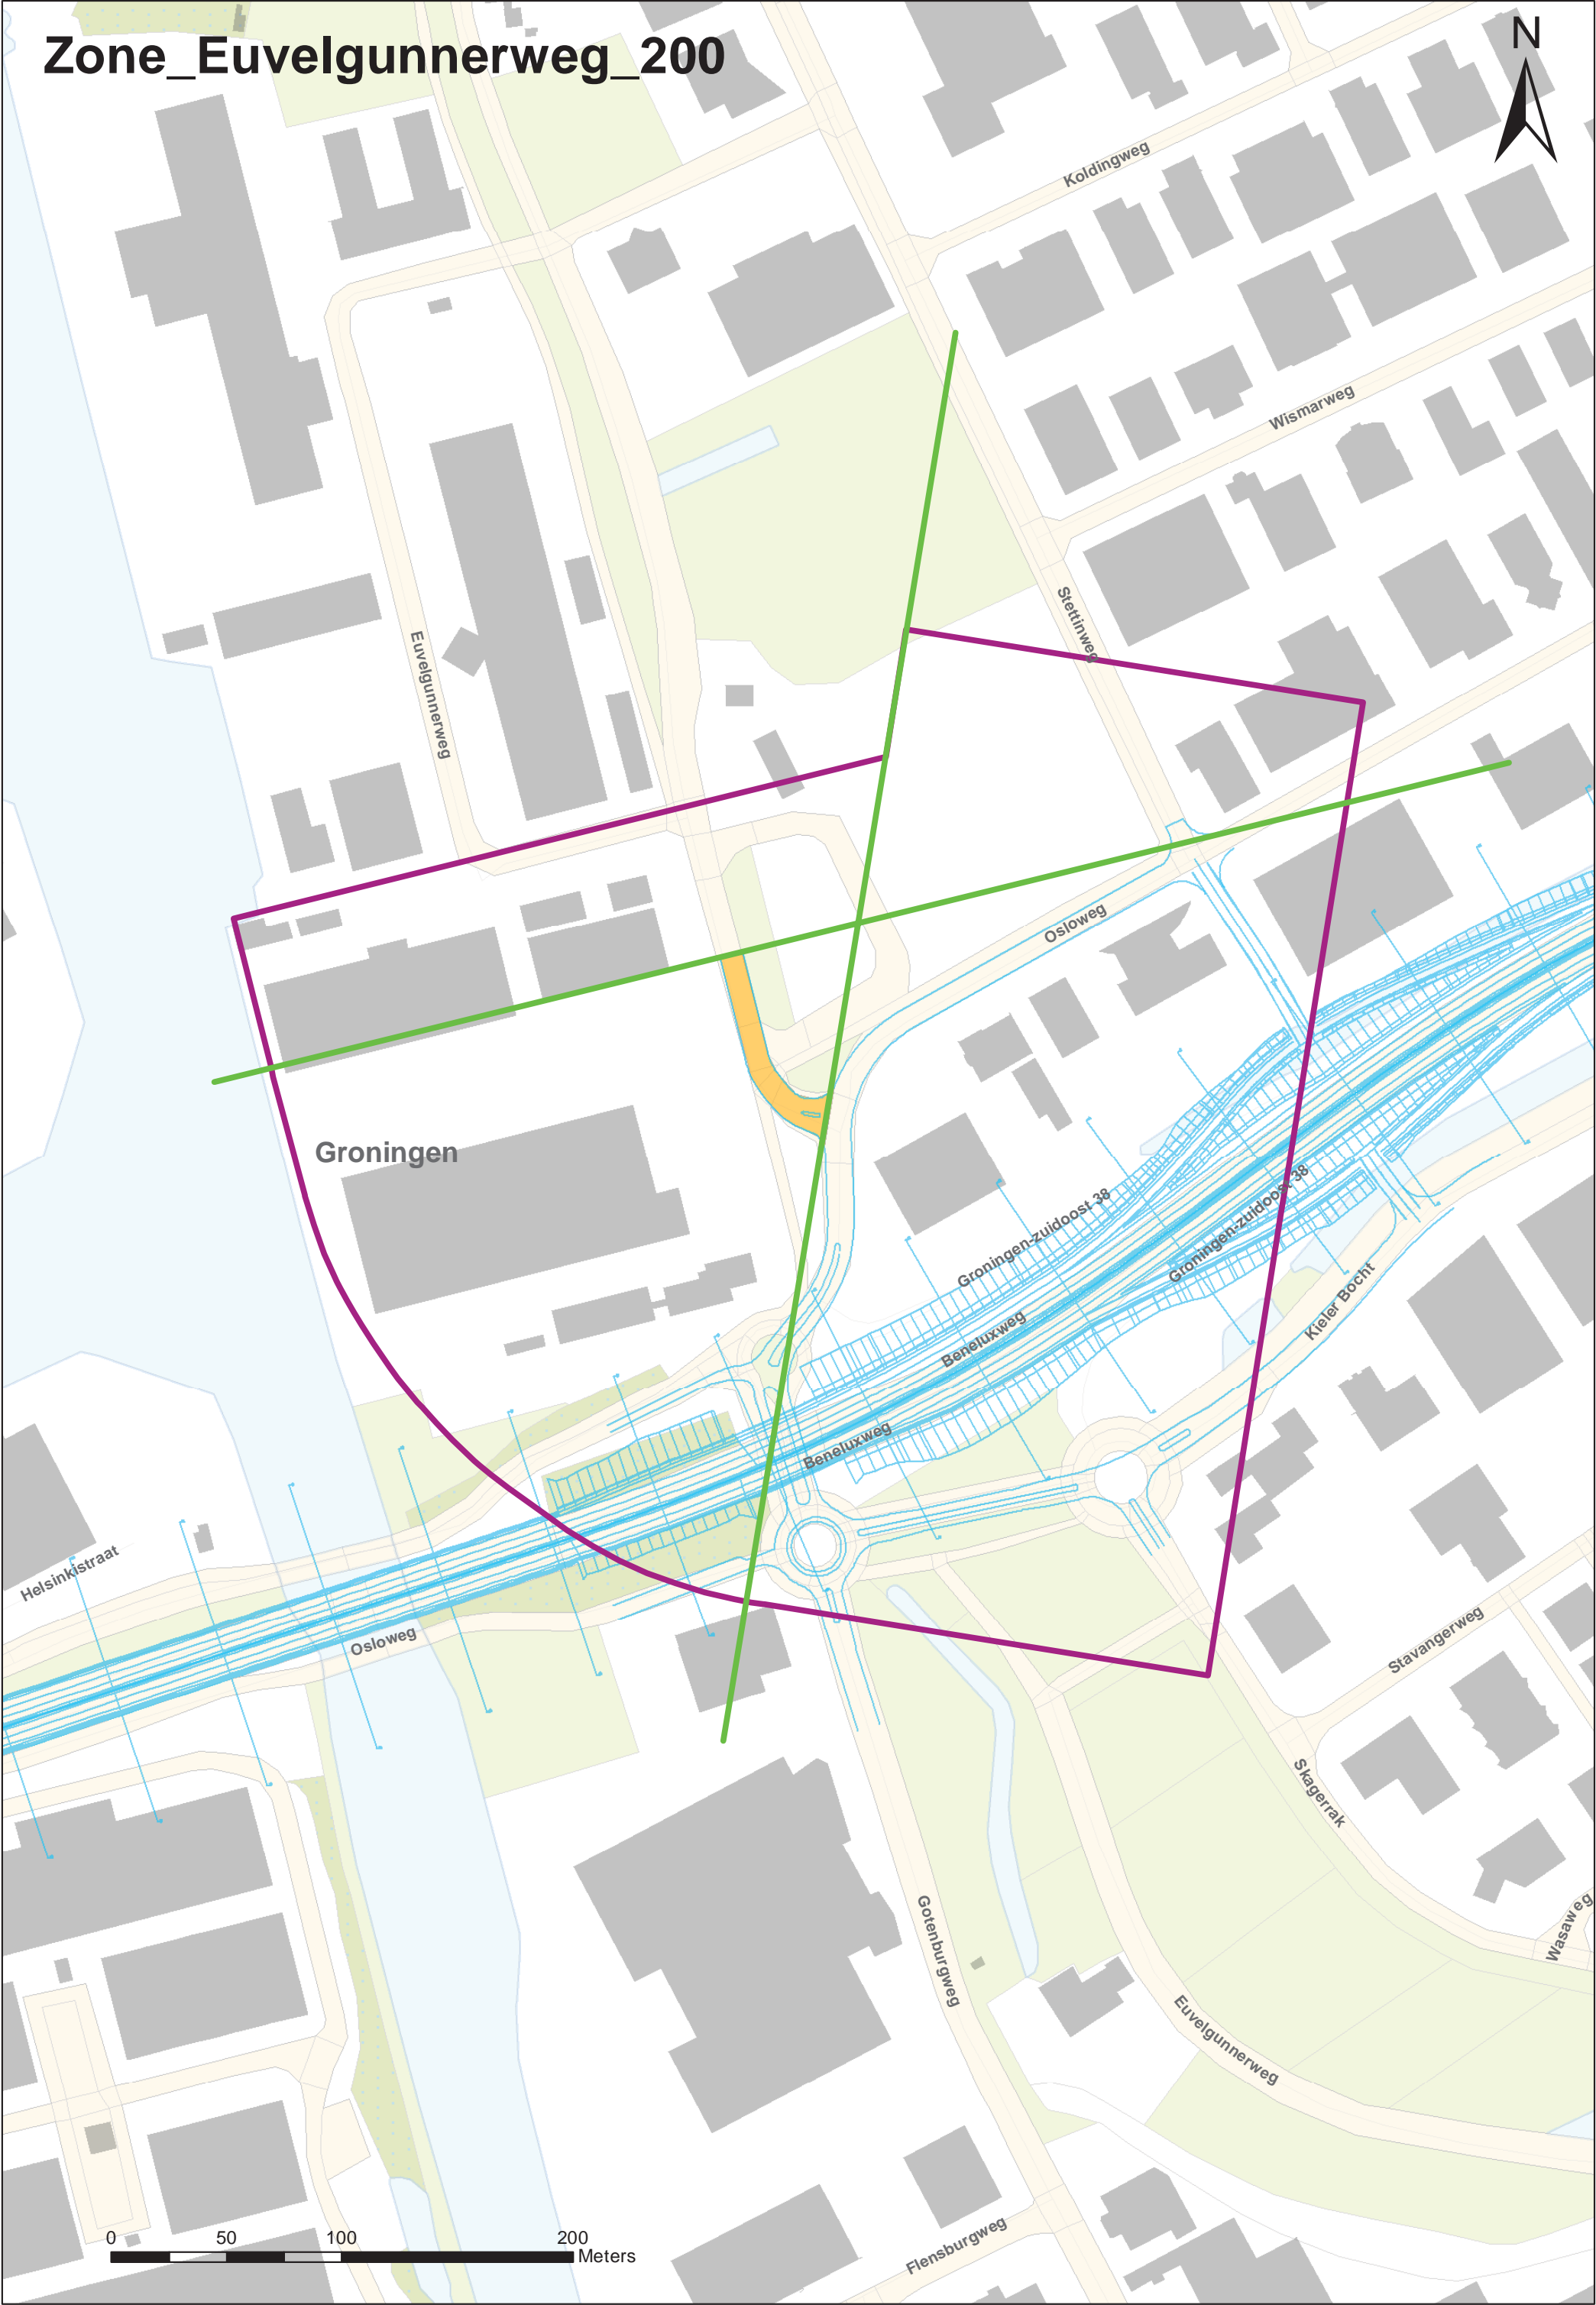 Zone_Euvelgunnerweg_200
N
Koldingweg
Wismarweg
Stettinweg
Euvelgunnerweg
Osloweg
Groningen
Groningen-zuidoost 38
Groningen-zuidoost 38
Beneluxweg
Kieler Bocht
Beneluxweg
Helsinkistraat
Osloweg
Stavangerweg
Skagerrak
Gotenburgweg
Wasaweg
Euvelgunnerweg
Flensburgweg
0 50 100 200
Meters